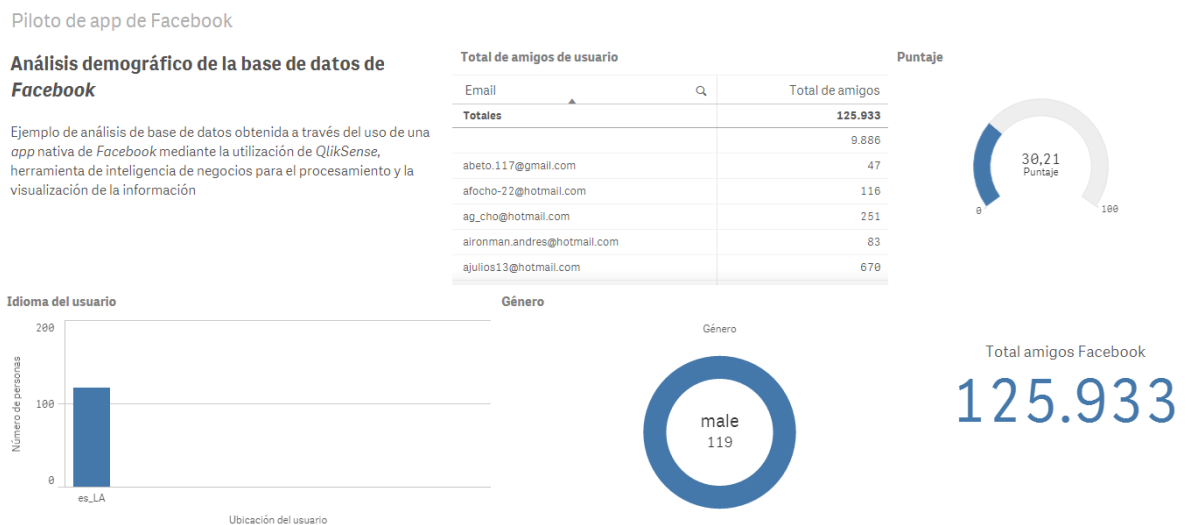 Piloto de app de Facebook
Análisis demográfico de la base de datos de
Facebook
Ejemplo de análisis de base de datos obtenida a través del uso de una
app nativa de Facebook mediante la utilización de QlikSense,
herramienta de inteligencia de negocios para el procesamiento y la
visualización de la información
Total de amigos de usuario
Email Total de amigos
Totales 125.933
9.886
abeto.117@gmail.com 47
afocho-22@hotmail.com 116
ag_cho@hotmail.com 251
aironman.andres@hotmail.com 83
ajulios13@hotmail.com 670
Puntaje
30,21
Puntaje
0 100
Idioma del usuario
Número de personas
200
100
0
es_LA
Ubicación del usuario
Género
Género
male
119
Total amigos Facebook
125.933